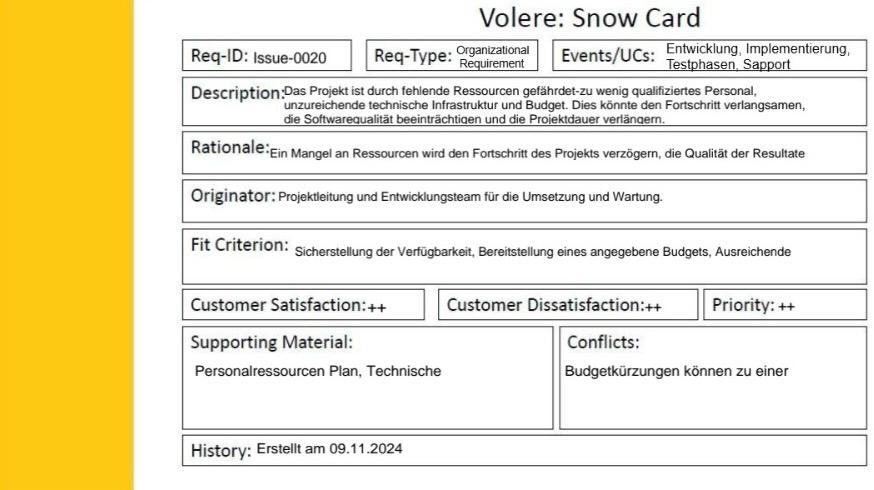 Volere: Snow Card
Req-ID: Issue-0020
Req-Type: Organizational
Requirement
Events/UCs: Entwicklung, Implementierung,
Testphasen, Sapport
Description: Das Projekt ist durch fehlende Ressourcen gefährdet-zu wenig qualifiziertes Personal,
unzureichende technische Infrastruktur und Budget. Dies könnte den Fortschritt verlangsamen,
die Softwarequalität beeinträchtigen und die Projektdauer verlängern.
Rationale: Ein Mangel an Ressourcen wird den Fortschritt des Projekts verzögern, die Qualität der Resultate
Originator: Projektleitung und Entwicklungsteam für die Umsetzung und Wartung.
Fit Criterion: Sicherstellung der Verfügbarkeit, Bereitstellung eines angegebene Budgets, Ausreichende
Customer Satisfaction:++
Customer Dissatisfaction:++
Priority: ++
Supporting Material:
Personalressourcen Plan, Technische
Conflicts:
Budgetkürzungen können zu einer
History: Erstellt am 09.11.2024